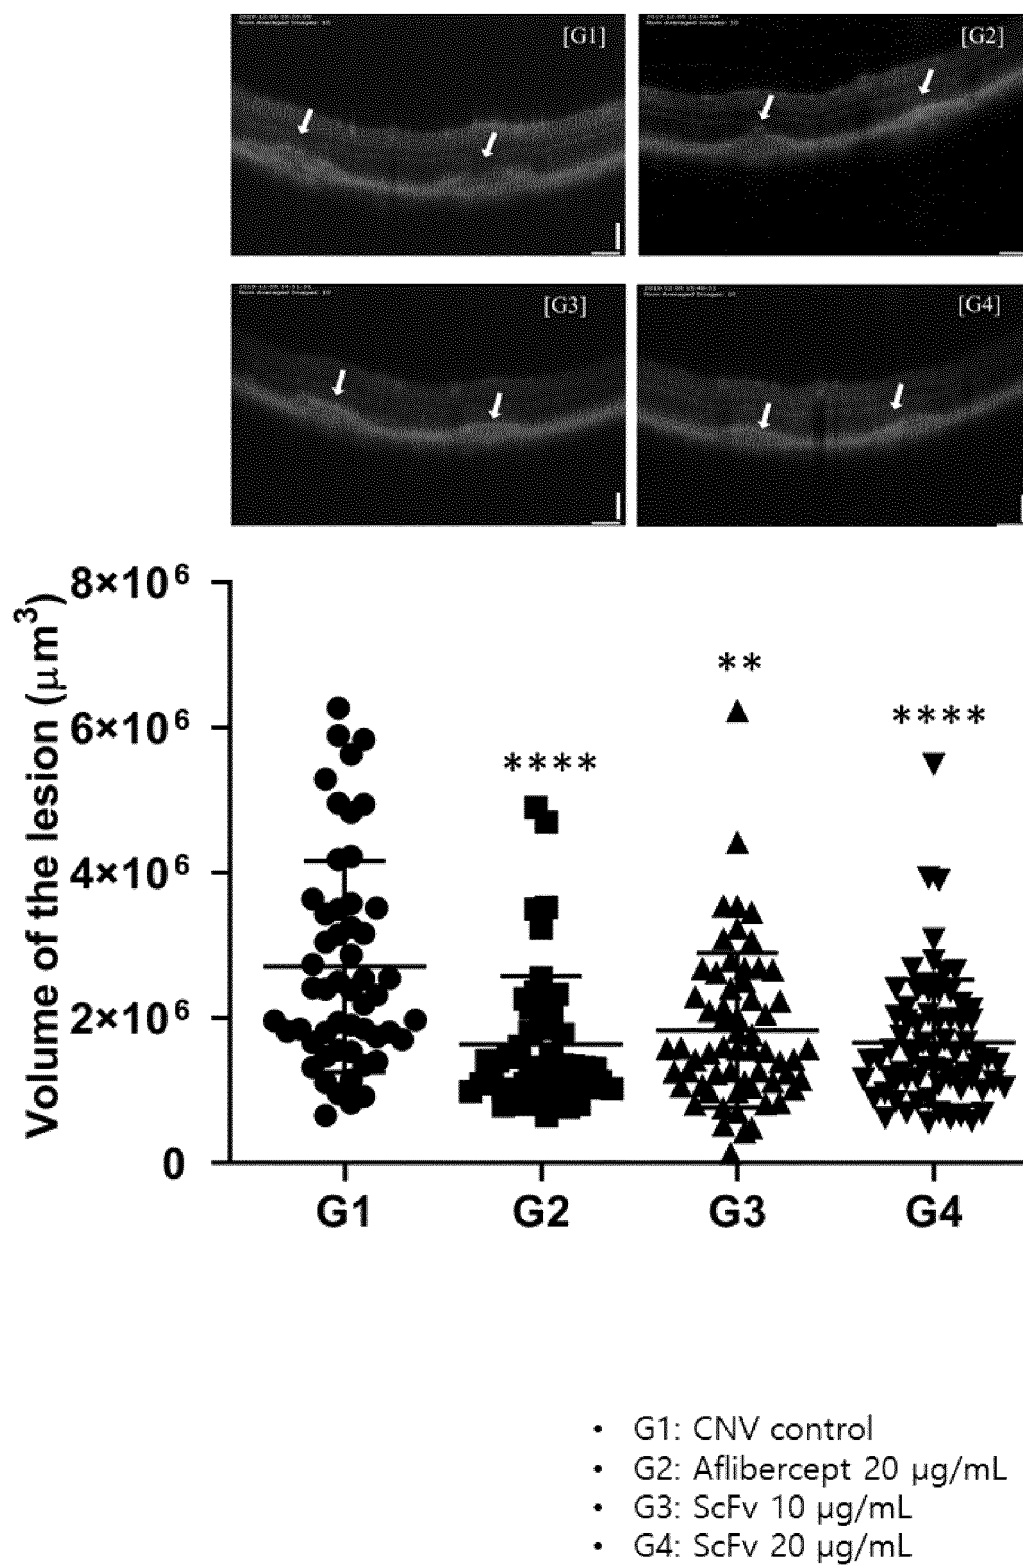 [G1]
[G2]
[G3]
[G4]
Volume of the lesion (μm³)
8×10⁶
6×10⁶
4×10⁶
2×10⁶
0
**
****
****
G1
G2
G3
G4
• G1: CNV control
• G2: Aflibercept 20 μg/mL
• G3: ScFv 10 μg/mL
• G4: ScFv 20 μg/mL